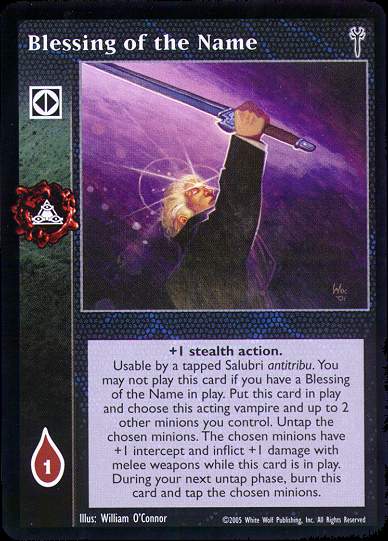 Blessing of the Name
Woc
'01
+1 stealth action.
Usable by a tapped Salubri antitribu. You
may not play this card if you have a Blessing
of the Name in play. Put this card in play
and choose this acting vampire and up to 2
other minions you control. Untap the
chosen minions. The chosen minions have
+1 intercept and inflict +1 damage with
melee weapons while this card is in play.
During your next untap phase, burn this
card and tap the chosen minions.
1
Illus: William O'Connor
©2005 White Wolf Publishing, Inc. All Rights Reserved